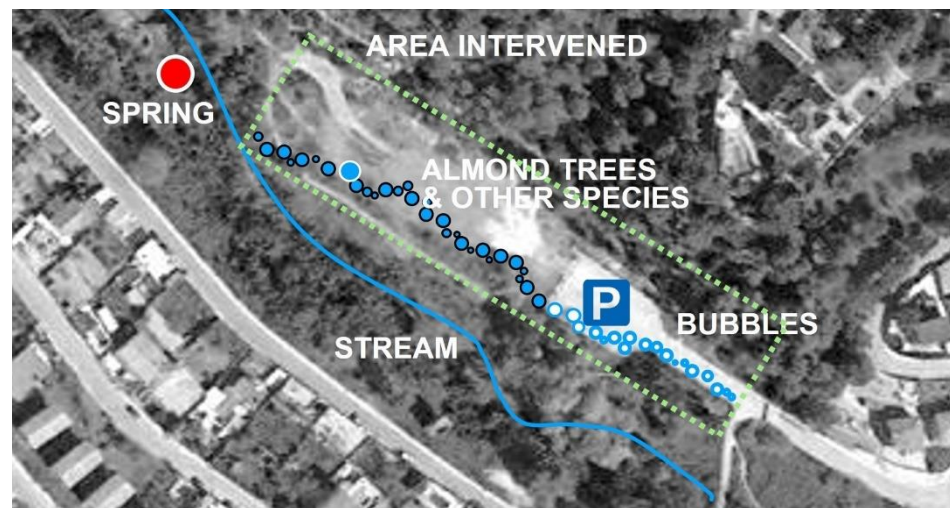 AREA INTERVENED
SPRING
ALMOND TREES
& OTHER SPECIES
P
BUBBLES
STREAM